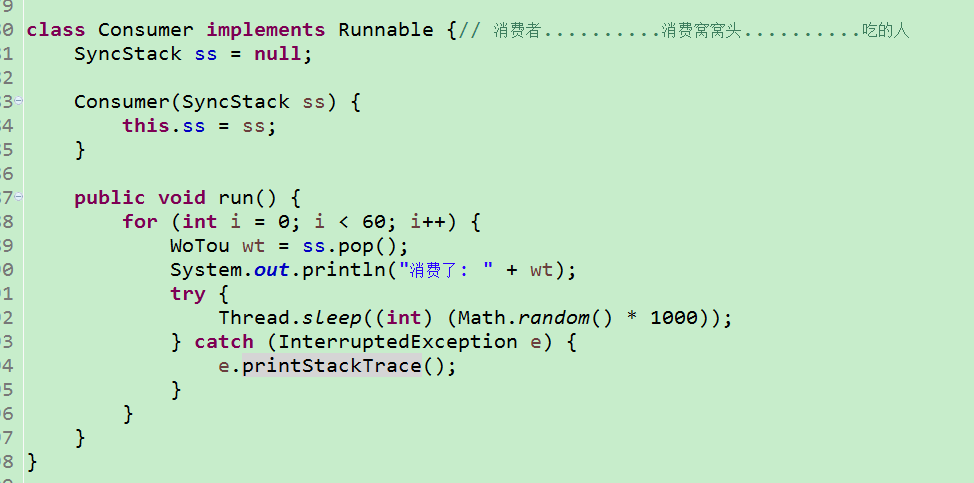 9
0 class Consumer implements Runnable {// 消费者..........消费窝窝头..........吃的人
1     SyncStack ss = null;
2
3     Consumer(SyncStack ss) {
4         this.ss = ss;
5     }
6
7     public void run() {
8         for (int i = 0; i < 60; i++) {
9             WoTou wt = ss.pop();
0             System.out.println("消费了: " + wt);
1             try {
2                 Thread.sleep((int) (Math.random() * 1000));
3             } catch (InterruptedException e) {
4                 e.printStackTrace();
5             }
6         }
7     }
8 }